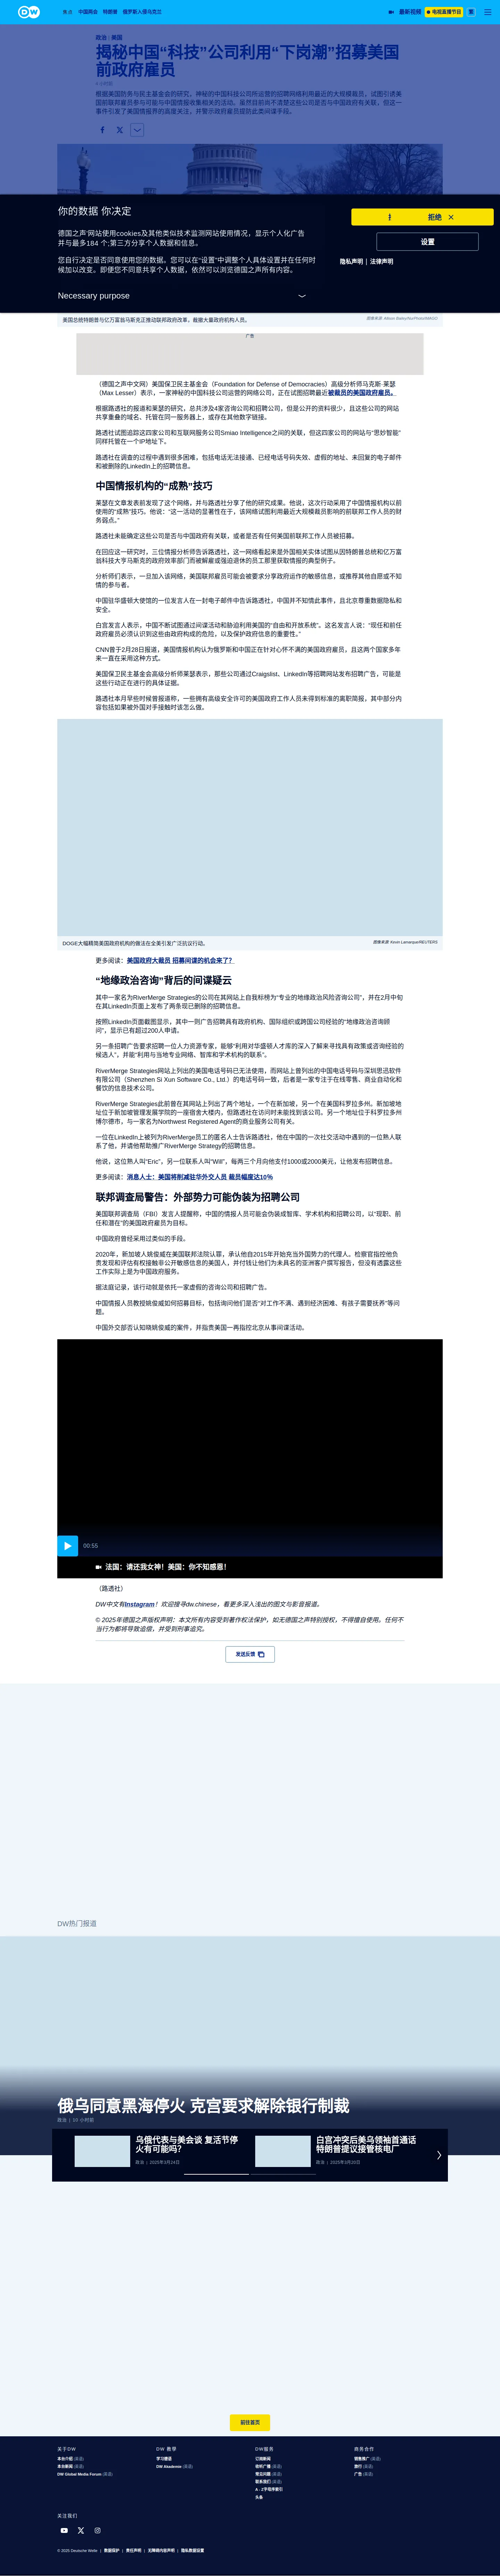 DW
焦点
中国两会
特朗普
俄罗斯入侵乌克兰
最新视频
电视直播节目
繁
政治 | 美国
揭秘中国“科技”公司利用“下岗潮”招募美国
前政府雇员
根据美国防务与民主基金会的研究，神秘的中国科技公司所运营的招聘网络利用最近的大规模裁员，试图引诱美
国前联邦雇员参与可能与中国情报收集相关的活动。虽然目前尚不清楚这些公司是否与中国政府有关联，但这一
事件引发了美国情报界的高度关注，并警示政府雇员提防此类间谍手段。
你的数据 你决定
德国之声网站使用cookies及其他类似技术监测网站使用情况，显示个人化广告
并与最多184 个;第三方分享个人数据和信息。
您自行决定是否同意使用您的数据。您可以在“设置”中调整个人具体设置并在任何时
候加以改变。即便您不同意共享个人数据，依然可以浏览德国之声所有内容。
Necessary purpose
拒绝
设置
隐私声明 | 法律声明
美国总统特朗普与亿万富翁马斯克正推动联邦政府改革，裁撤大量政府机构人员。
广告
（德国之声中文网）美国保卫民主基金会（Foundation for Defense of Democracies）高级分析师马克斯·莱瑟
（Max Lesser）表示，一家神秘的中国科技公司运营的网络公司，正在试图招聘最近被裁员的美国政府雇员。
根据路透社的报道和莱瑟的研究，总共涉及4家咨询公司和招聘公司，但是公开的资料很少，且这些公司的网站
共享重叠的域名、托管在同一服务器上，或存在其他数字链接。
路透社试图追踪这四家公司和互联网服务公司Smiao Intelligence之间的关联，但这四家公司的网站与“思妙智能”
同样托管在一个IP地址下。
路透社在调查的过程中遇到很多困难，包括电话无法接通、已经电话号码失效、虚假的地址、未回复的电子邮件
和被删除的LinkedIn上的招聘信息。
中国情报机构的“成熟”技巧
莱瑟在文章发表前发现了这个网络，并与路透社分享了他的研究成果。他说，这次行动采用了中国情报机构以前
使用的“成熟”技巧。他说：“这一活动的显著性在于，该网络试图利用最近大规模裁员影响的前联邦工作人员的财
务弱点。”
路透社未能确定这些公司是否与中国政府有关联，或者是否有任何美国前联邦工作人员被招募。
在回应这一研究时，三位情报分析师告诉路透社，这一网络看起来是外国相关实体试图从因特朗普总统和亿万富
翁科技大亨马斯克的政府效率部门而被解雇或强迫退休的员工那里获取情报的典型例子。
分析师们表示，一旦加入该网络，美国联邦雇员可能会被要求分享政府运作的敏感信息，或推荐其他自愿或不知
情的参与者。
中国驻华盛顿大使馆的一位发言人在一封电子邮件中告诉路透社，中国并不知情此事件，且北京尊重数据隐私和
安全。
白宫发言人表示，中国不断试图通过间谍活动和胁迫利用美国的“自由和开放系统”。这名发言人说：“现任和前任
政府雇员必须认识到这些由机构成的危险，以及保护政府信息的重要性。”
CNN曾于2月28日报道，美国情报机构认为俄罗斯和中国正在针对心怀不满的美国政府雇员，且这两个国家多年
来一直在采用这种方式。
美国保卫民主基金会高级分析师莱瑟表示，那些公司通过Craigslist、LinkedIn等招聘网站发布招聘广告，可能是
这些行动正在进行的具体证据。
路透社本月早些时候曾报道称，一些拥有高级安全许可的美国政府工作人员未得到标准的离职简报，其中部分内
容包括如果被外国对手接触时该怎么做。
DOGE大幅精简美国政府机构的做法在全美引发广泛抗议行动。
图像来源: Kevin Lamarque/REUTERS
更多阅读：美国政府大裁员 招募间谍的机会来了？
“地缘政治咨询”背后的间谍疑云
其中一家名为RiverMerge Strategies的公司在其网站上自我标榜为“专业的地缘政治风险咨询公司”，并在2月中旬
在其LinkedIn页面上发布了两条现已删除的招聘信息。
按照LinkedIn页面截图显示，其中一则广告招聘具有政府机构、国际组织或跨国公司经验的“地缘政治咨询顾
问”，显示已有超过200人申请。
另一条招聘广告要求招聘一位人力资源专家，能够“利用对华盛顿人才库的深入了解来寻找具有政策或咨询经验的
候选人”，并能“利用与当地专业网络、智库和学术机构的联系”。
RiverMerge Strategies网站上列出的美国电话号码已无法使用，而网站上曾列出的中国电话号码与深圳思迅软件
有限公司（Shenzhen Si Xun Software Co., Ltd.）的电话号码一致，后者是一家专注于在线零售、商业自动化和
餐饮的信息技术公司。
RiverMerge Strategies此前曾在其网站上列出了两个地址，一个在新加坡，另一个在美国科罗拉多州。新加坡地
址位于新加坡管理发展学院的一座宿舍大楼内，但路透社在访问时未能找到该公司。另一个地址位于科罗拉多州
博尔德市，与一家名为Northwest Registered Agent的商业服务公司有关。
一位在LinkedIn上被列为RiverMerge员工的匿名人士告诉路透社，他在中国的一次社交活动中遇到的一位熟人联
系了他，并请他帮助推广RiverMerge Strategy的招聘信息。
他说，这位熟人叫“Eric”，另一位联系人叫“Will”，每两三个月向他支付1000或2000美元，让他发布招聘信息。
更多阅读：消息人士：美国将削减驻华外交人员 裁员幅度达10%
联邦调查局警告：外部势力可能伪装为招聘公司
美国联邦调查局（FBI）发言人提醒称，中国的情报人员可能会伪装成智库、学术机构和招聘公司，以“现职、前
任和潜在”的美国政府雇员为目标。
中国政府曾经采用过类似的手段。
2020年，新加坡人姚俊威在美国联邦法院认罪，承认他自2015年开始充当外国势力的代理人。检察官指控他负
责发现和评估有权接触非公开敏感信息的美国人，并付钱让他们为未具名的亚洲客户撰写报告，但没有透露这些
工作实际上是为中国政府服务。
据法庭记录，该行动就是依托一家虚假的咨询公司和招聘广告。
中国情报人员教授姚俊威如何招募目标，包括询问他们是否“对工作不满、遇到经济困难、有孩子需要抚养”等问
题。
中国外交部否认知晓姚俊威的案件，并指责美国一再指控北京从事间谍活动。
00:55
法国：请还我女神！美国：你不知感恩！
（路透社）
DW中文有Instagram！欢迎搜寻dw.chinese，看更多深入浅出的图文与影音报道。
© 2025年德国之声版权声明：本文所有内容受到著作权法保护，如无德国之声特别授权，不得擅自使用。任何不
当行为都将导致追偿，并受到刑事追究。
发送反馈
DW热门报道
俄乌同意黑海停火 克宫要求解除银行制裁
政治 | 10 小时前
乌俄代表与美会谈 复活节停
火有可能吗?
政治 | 2025年3月24日
白宫冲突后美乌领袖首通话
特朗普提议接管核电厂
政治 | 2025年3月20日
前往首页
关于DW
本台介绍 (英语)
本台新闻 (英语)
DW Global Media Forum (英语)
DW 教学
学习德语
DW Akademie (英语)
DW服务
订阅新闻
收听广播 (英语)
常见问题 (英语)
联系我们 (英语)
A - Z字母序索引
头条
商务合作
销售推广 (英语)
旅行 (英语)
广告 (英语)
关注我们
© 2025 Deutsche Welle | 数据保护 | 责任声明 | 无障碍内容声明 | 隐私数据设置